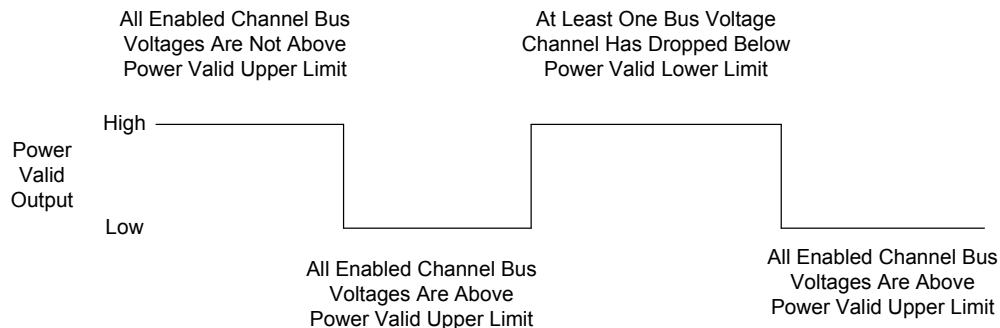 All Enabled Channel Bus
Voltages Are Not Above
Power Valid Upper Limit
At Least One Bus Voltage
Channel Has Dropped Below
Power Valid Lower Limit
High
Power
Valid
Output
Low
All Enabled Channel Bus
Voltages Are Above
Power Valid Upper Limit
All Enabled Channel Bus
Voltages Are Above
Power Valid Upper Limit